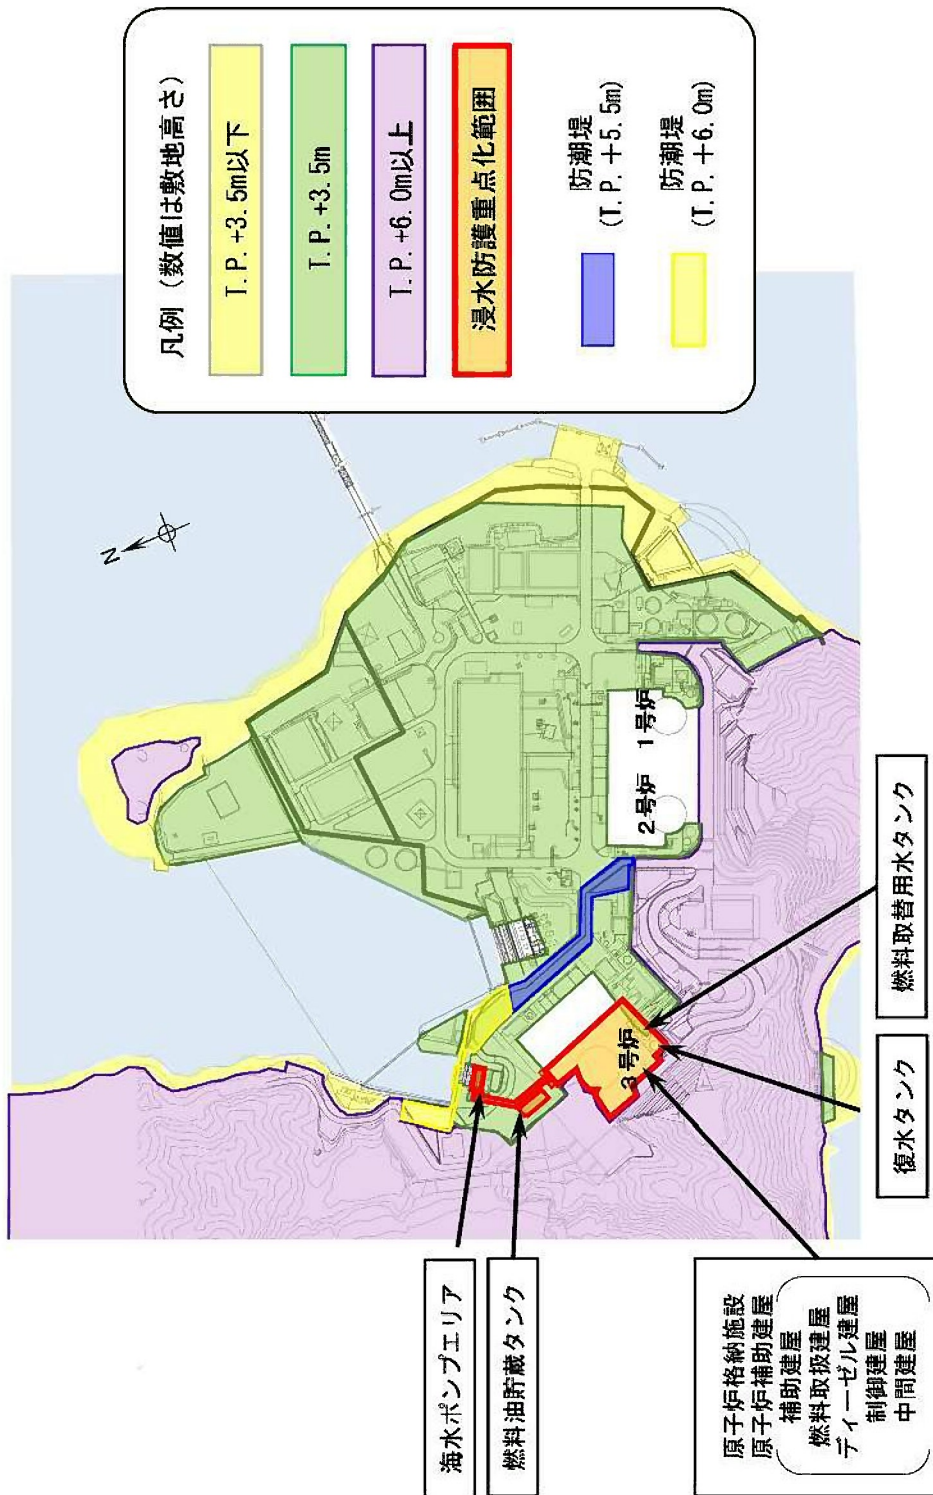 凡例（数値は敷地高さ）
T.P.+3.5m以下
T.P.+3.5m
T.P.+6.0m以上
浸水防護重点化範囲
防潮堤
(T.P.+5.5m)
防潮堤
(T.P.+6.0m)
N
1号炉
2号炉
3号炉
海水ポンプエリア
燃料油貯蔵タンク
原子炉格納施設
原子炉補助建屋
補助建屋
燃料取扱建屋
ディーゼル建屋
制御建屋
中間建屋
復水タンク
燃料取替用水タンク